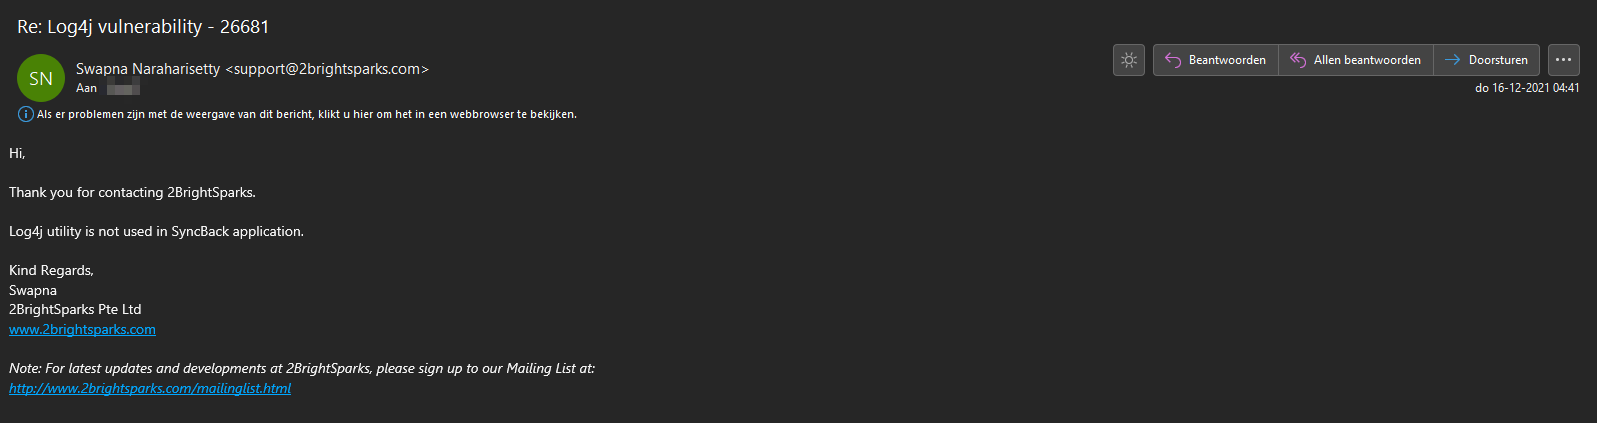 Re: Log4j vulnerability - 26681
SN
Swapna Naraharisetty <support@2brightsparks.com>
Aan
Beantwoorden
Allen beantwoorden
Doorsturen
do 16-12-2021 04:41
Als er problemen zijn met de weergave van dit bericht, klikt u hier om het in een webbrowser te bekijken.
Hi,
Thank you for contacting 2BrightSparks.
Log4j utility is not used in SyncBack application.
Kind Regards,
Swapna
2BrightSparks Pte Ltd
www.2brightsparks.com
Note: For latest updates and developments at 2BrightSparks, please sign up to our Mailing List at:
http://www.2brightsparks.com/mailinglist.html